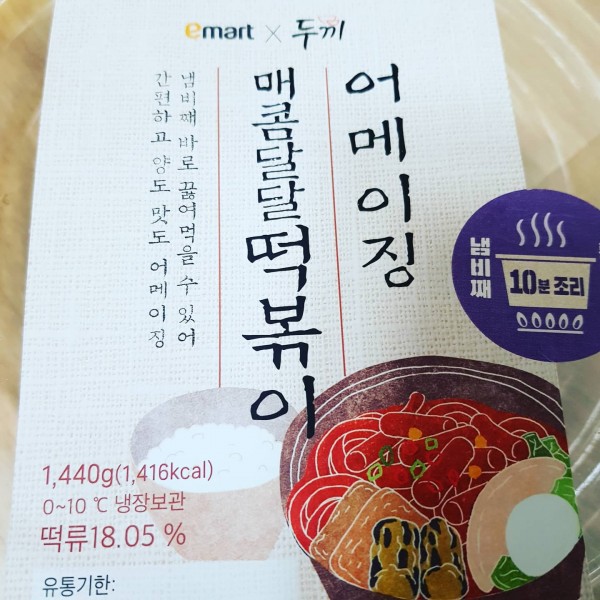 emart × 두끼
어메이징
매콤달달떡볶이
냄비째 바로 끓여먹을 수 있어
간편하고 양도 맛도 어메이징
냄비째
10분 조리
1,440g(1,416kcal)
0~10 ℃ 냉장보관
떡류18.05 %
유통기한: